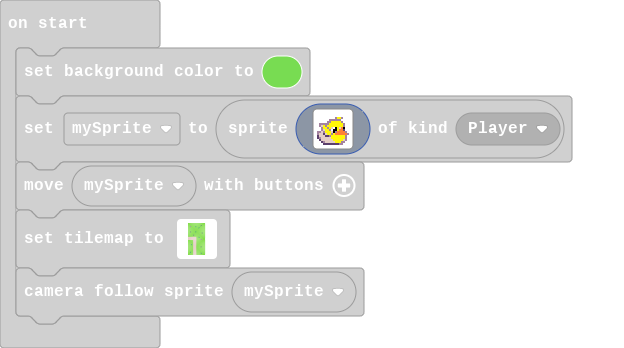 on start
set background color to
set mySprite to sprite of kind Player
move mySprite with buttons
set tilemap to
camera follow sprite mySprite